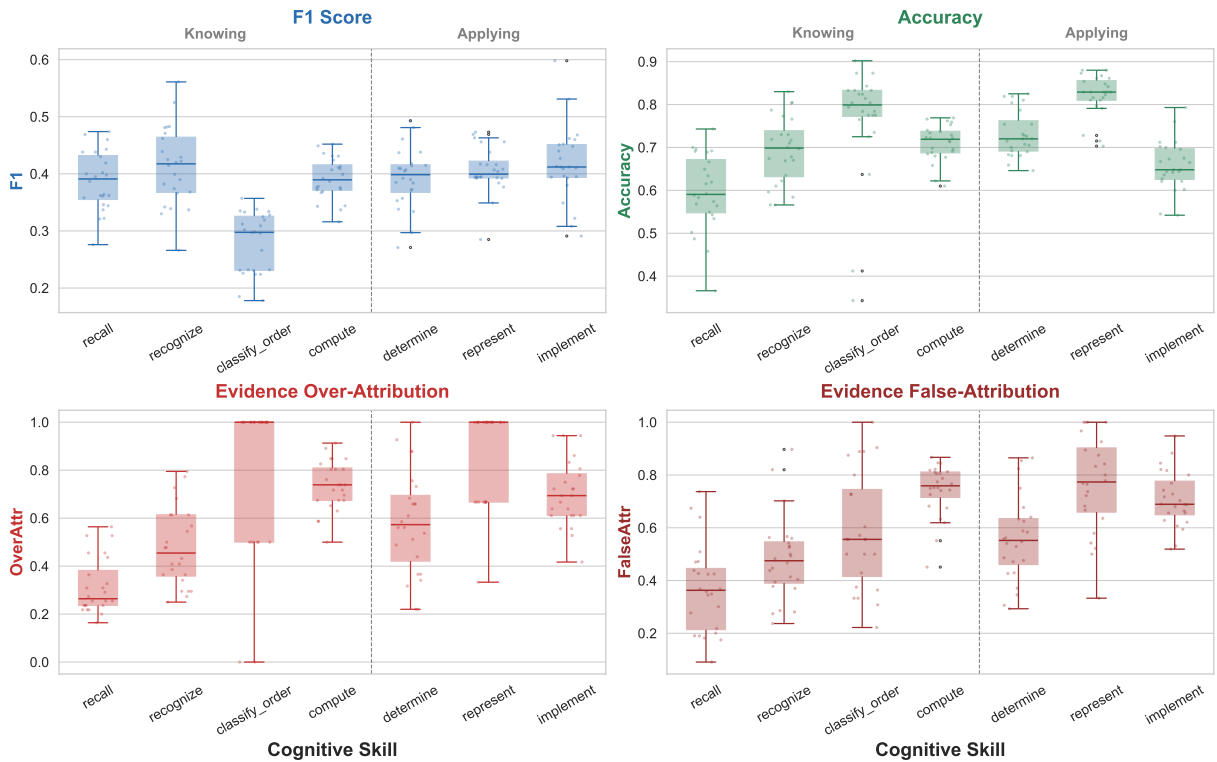 F1 Score
Knowing
Applying
F1
0.6
0.5
0.4
0.3
0.2
recall
recognize
classify_order
compute
determine
represent
implement
Accuracy
Knowing
Applying
Accuracy
0.9
0.8
0.7
0.6
0.5
0.4
recall
recognize
classify_order
compute
determine
represent
implement
Evidence Over-Attribution
OverAttr
1.0
0.8
0.6
0.4
0.2
0.0
recall
recognize
classify_order
compute
determine
represent
implement
Cognitive Skill
Evidence False-Attribution
FalseAttr
1.0
0.8
0.6
0.4
0.2
recall
recognize
classify_order
compute
determine
represent
implement
Cognitive Skill